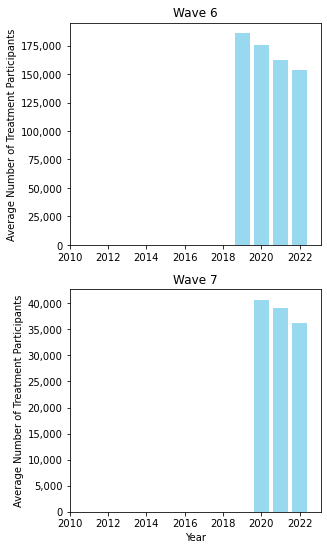 Wave 6
Average Number of Treatment Participants
175,000
150,000
125,000
100,000
75,000
50,000
25,000
0
2010 2012 2014 2016 2018 2020 2022
Wave 7
Average Number of Treatment Participants
40,000
35,000
30,000
25,000
20,000
15,000
10,000
5,000
0
2010 2012 2014 2016 2018 2020 2022
Year